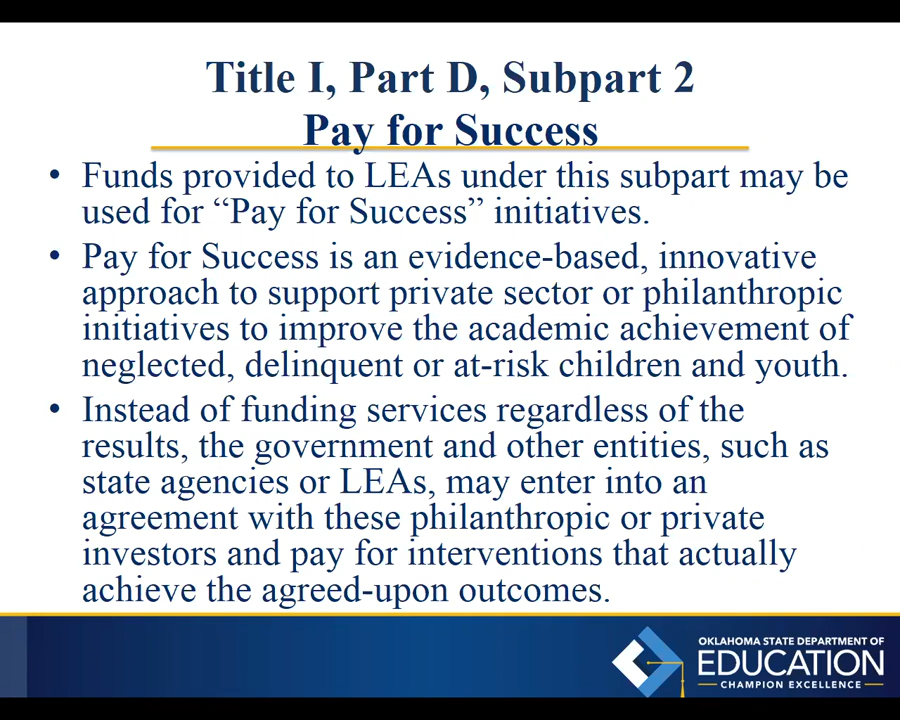 Title I, Part D, Subpart 2
Pay for Success
• Funds provided to LEAs under this subpart may be
used for “Pay for Success” initiatives.
• Pay for Success is an evidence-based, innovative
approach to support private sector or philanthropic
initiatives to improve the academic achievement of
neglected, delinquent or at-risk children and youth.
• Instead of funding services regardless of the
results, the government and other entities, such as
state agencies or LEAs, may enter into an
agreement with these philanthropic or private
investors and pay for interventions that actually
achieve the agreed-upon outcomes.
OKLAHOMA STATE DEPARTMENT OF
EDUCATION
CHAMPION EXCELLENCE